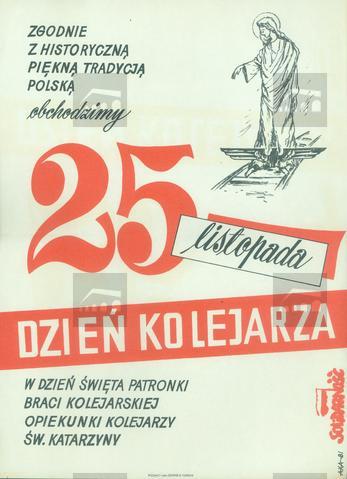 ZGODNIE
Z HISTORYCZNĄ
PIĘKNĄ TRADYCJĄ
POLSKĄ
obchodzimy
25
listopada
DZIEŃ KOLEJARZA
W DZIEŃ ŚWIĘTA PATRONKI
BRACI KOLEJARSKIEJ
OPIEKUNKI KOLEJARZY
ŚW. KATARZYNY
SOLIDARNOŚĆ